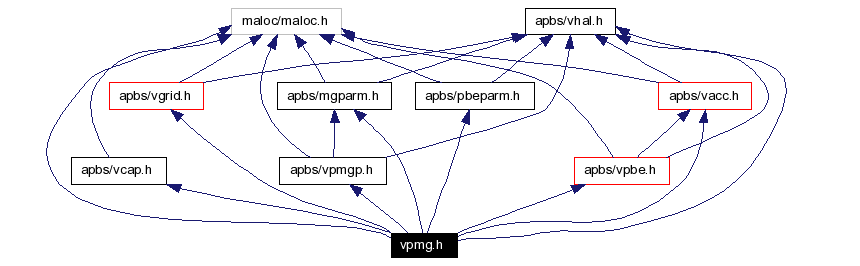 maloc/maloc.h
apbs/vhal.h
apbs/vgrid.h
apbs/mgparm.h
apbs/pbeparm.h
apbs/vacc.h
apbs/vcap.h
apbs/vpmgp.h
apbs/vpbe.h
vpmg.h